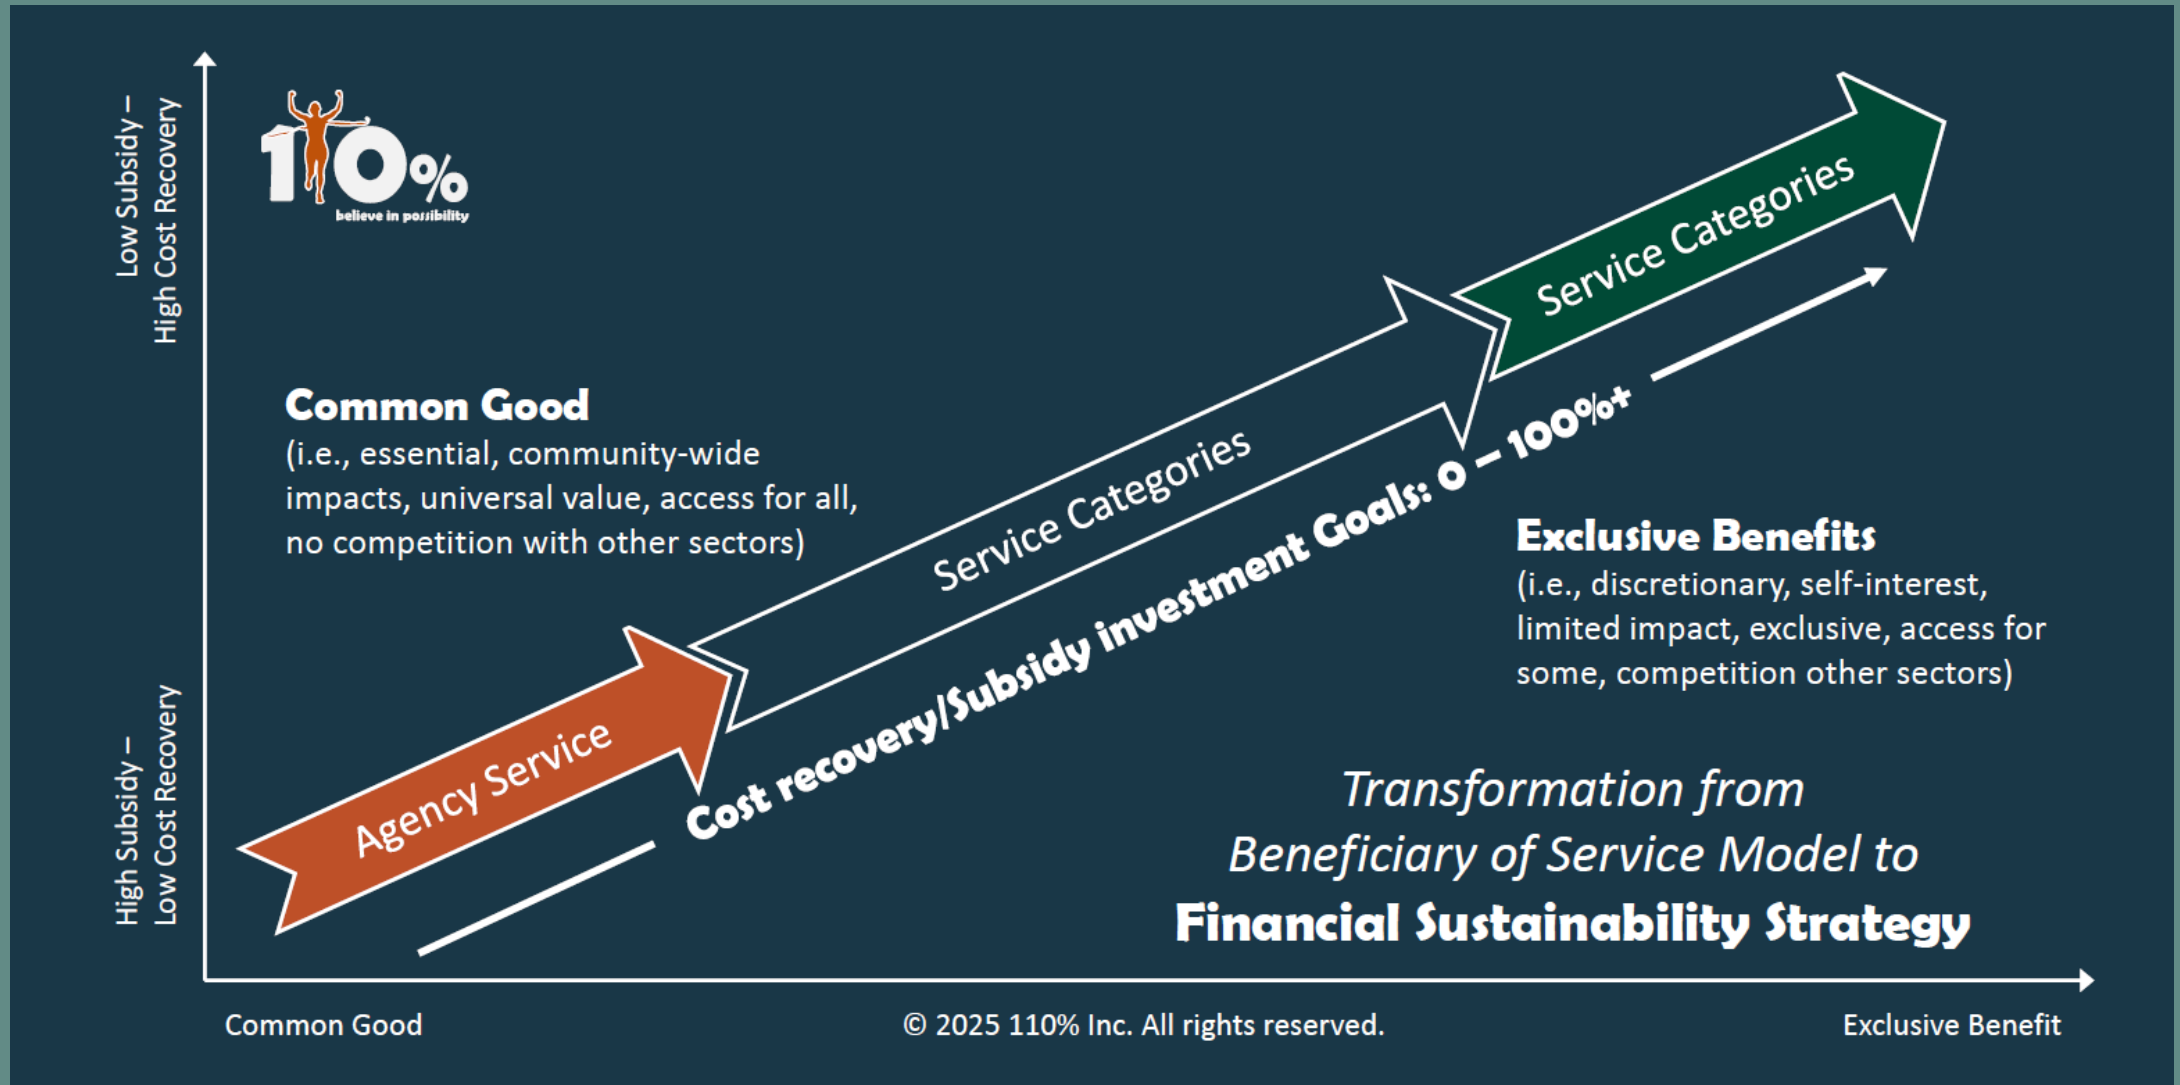 Low Subsidy –
High Cost Recovery
110%
believe in possibility
Service Categories
Common Good
(i.e., essential, community-wide
impacts, universal value, access for all,
no competition with other sectors)
Service Categories
Cost recovery/Subsidy investment Goals: 0 – 100%+
Exclusive Benefits
(i.e., discretionary, self-interest,
limited impact, exclusive, access for
some, competition other sectors)
High Subsidy –
Low Cost Recovery
Agency Service
Transformation from
Beneficiary of Service Model to
Financial Sustainability Strategy
Common Good
© 2025 110% Inc. All rights reserved.
Exclusive Benefit